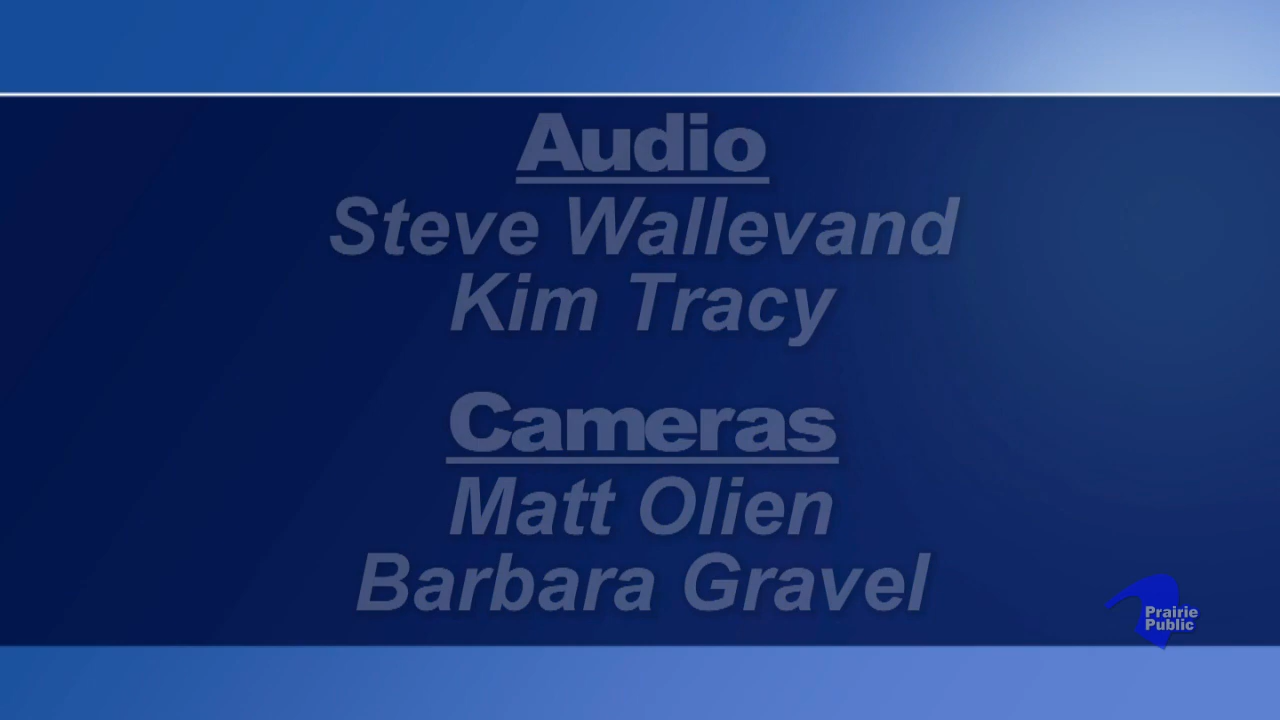 Audio
Steve Wallevand
Kim Tracy
Cameras
Matt Olien
Barbara Gravel
Prairie
Public